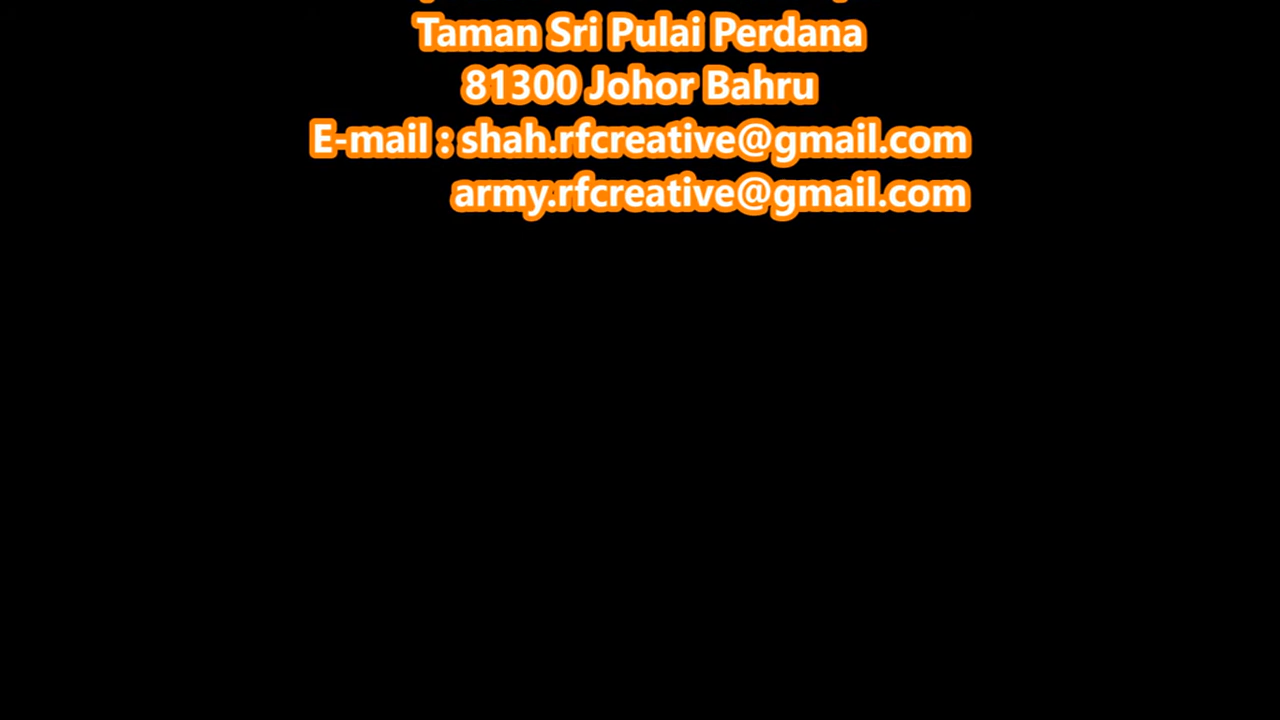 Taman Sri Pulai Perdana
81300 Johor Bahru
E-mail : shah.rfcreative@gmail.com
army.rfcreative@gmail.com